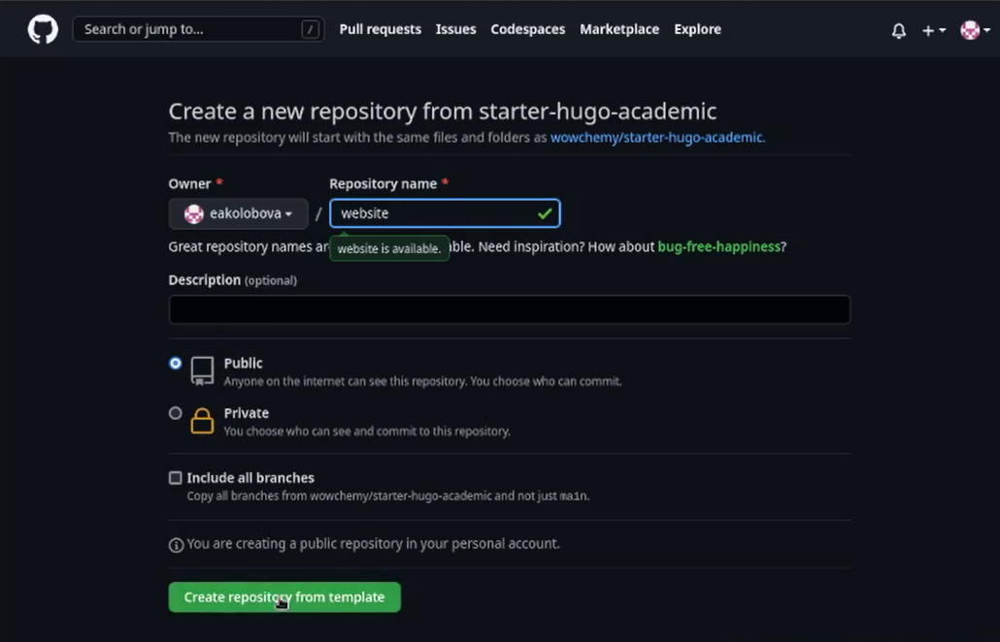 Search or jump to... / Pull requests Issues Codespaces Marketplace Explore
Create a new repository from starter-hugo-academic
The new repository will start with the same files and folders as wowchemy/starter-hugo-academic.
Owner * Repository name *
eakolobova / website
Great repository names ar ble. Need inspiration? How about bug-free-happiness?
website is available.
Description (optional)
Public
Anyone on the internet can see this repository. You choose who can commit.
Private
You choose who can see and commit to this repository.
Include all branches
Copy all branches from wowchemy/starter-hugo-academic and not just main.
You are creating a public repository in your personal account.
Create repository from template